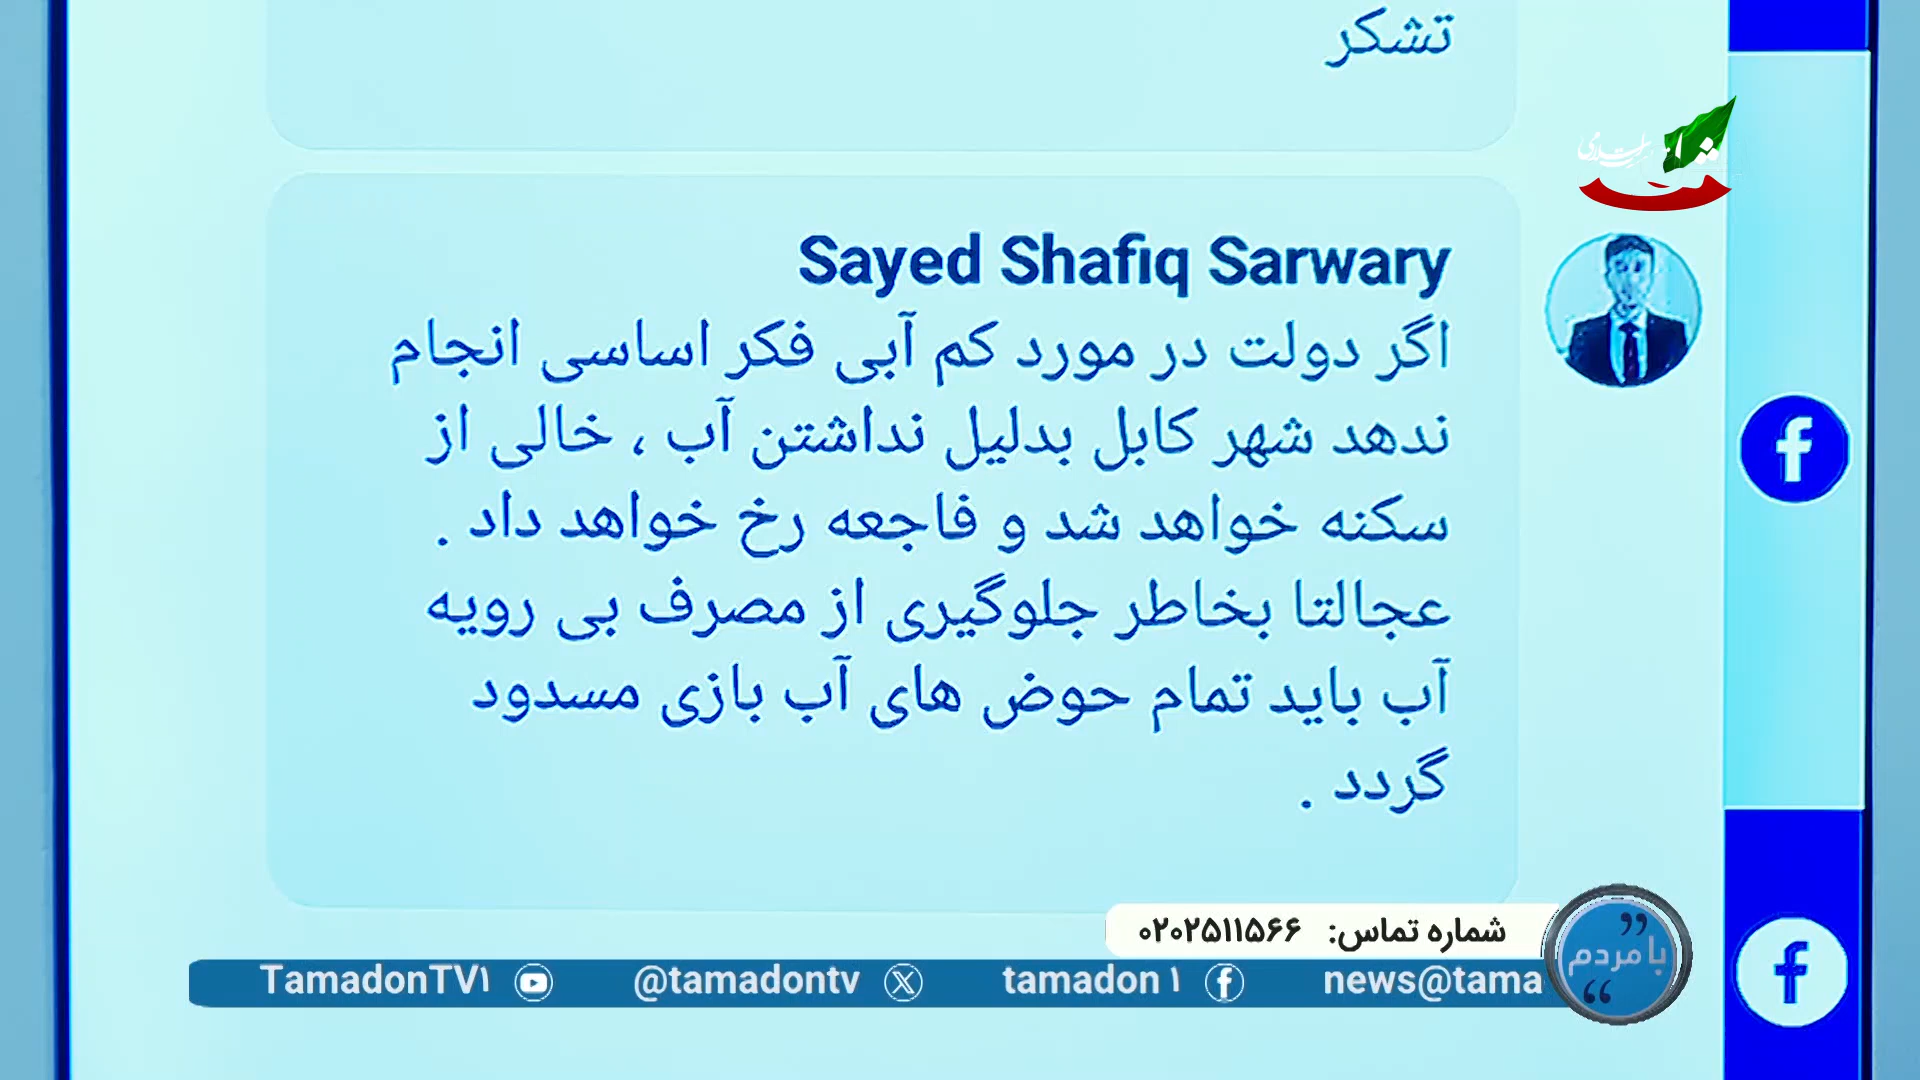 تشکر
Sayed Shafiq Sarwary
اگر دولت در مورد کم آبی فکر اساسی انجام
ندهد شهر کابل بدلیل نداشتن آب ، خالی از
سکنه خواهد شد و فاجعه رخ خواهد داد .
عجالتا بخاطر جلوگیری از مصرف بی رویه
آب باید تمام حوض های آب بازی مسدود
گردد .
شماره تماس: ۰۲۰۲۵۱۱۵۶۶
با مردم
TamadonTV۱ @tamadontv tamadon ۱ news@tama